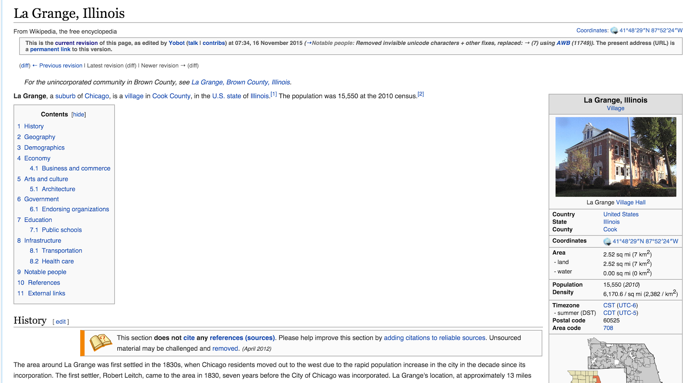 La Grange, Illinois
From Wikipedia, the free encyclopedia
Coordinates: 41°48′29″N 87°52′24″W
This is the current revision of this page, as edited by Yobot (talk | contribs) at 07:34, 16 November 2015 (→Notable people: Removed invisible unicode characters + other fixes, replaced: → (7) using AWB (11749)). The present address (URL) is
a permanent link to this version.
(diff) ← Previous revision | Latest revision (diff) | Newer revision → (diff)
For the unincorporated community in Brown County, see La Grange, Brown County, Illinois.
La Grange, a suburb of Chicago, is a village in Cook County, in the U.S. state of Illinois.[1] The population was 15,550 at the 2010 census.[2]
Contents [hide]
1 History
2 Geography
3 Demographics
4 Economy
4.1 Business and commerce
5 Arts and culture
5.1 Architecture
6 Government
6.1 Endorsing organizations
7 Education
7.1 Public schools
8 Infrastructure
8.1 Transportation
8.2 Health care
9 Notable people
10 References
11 External links
La Grange, Illinois
Village
La Grange Village Hall
Country United States
State Illinois
County Cook
Coordinates 41°48′29″N 87°52′24″W
Area 2.52 sq mi (7 km2)
- land 2.52 sq mi (7 km2)
- water 0.00 sq mi (0 km2)
Population 15,550 (2010)
Density 6,170.6 / sq mi (2,382 / km2)
Timezone CST (UTC-6)
- summer (DST) CDT (UTC-5)
Postal code 60525
Area code 708
History [ edit ]
This section does not cite any references (sources). Please help improve this section by adding citations to reliable sources. Unsourced
material may be challenged and removed. (April 2012)
The area around La Grange was first settled in the 1830s, when Chicago residents moved out to the west due to the rapid population increase in the city in the decade since its
incorporation. The first settler, Robert Leitch, came to the area in 1830, seven years before the City of Chicago was incorporated. La Grange's location, at approximately 13 miles